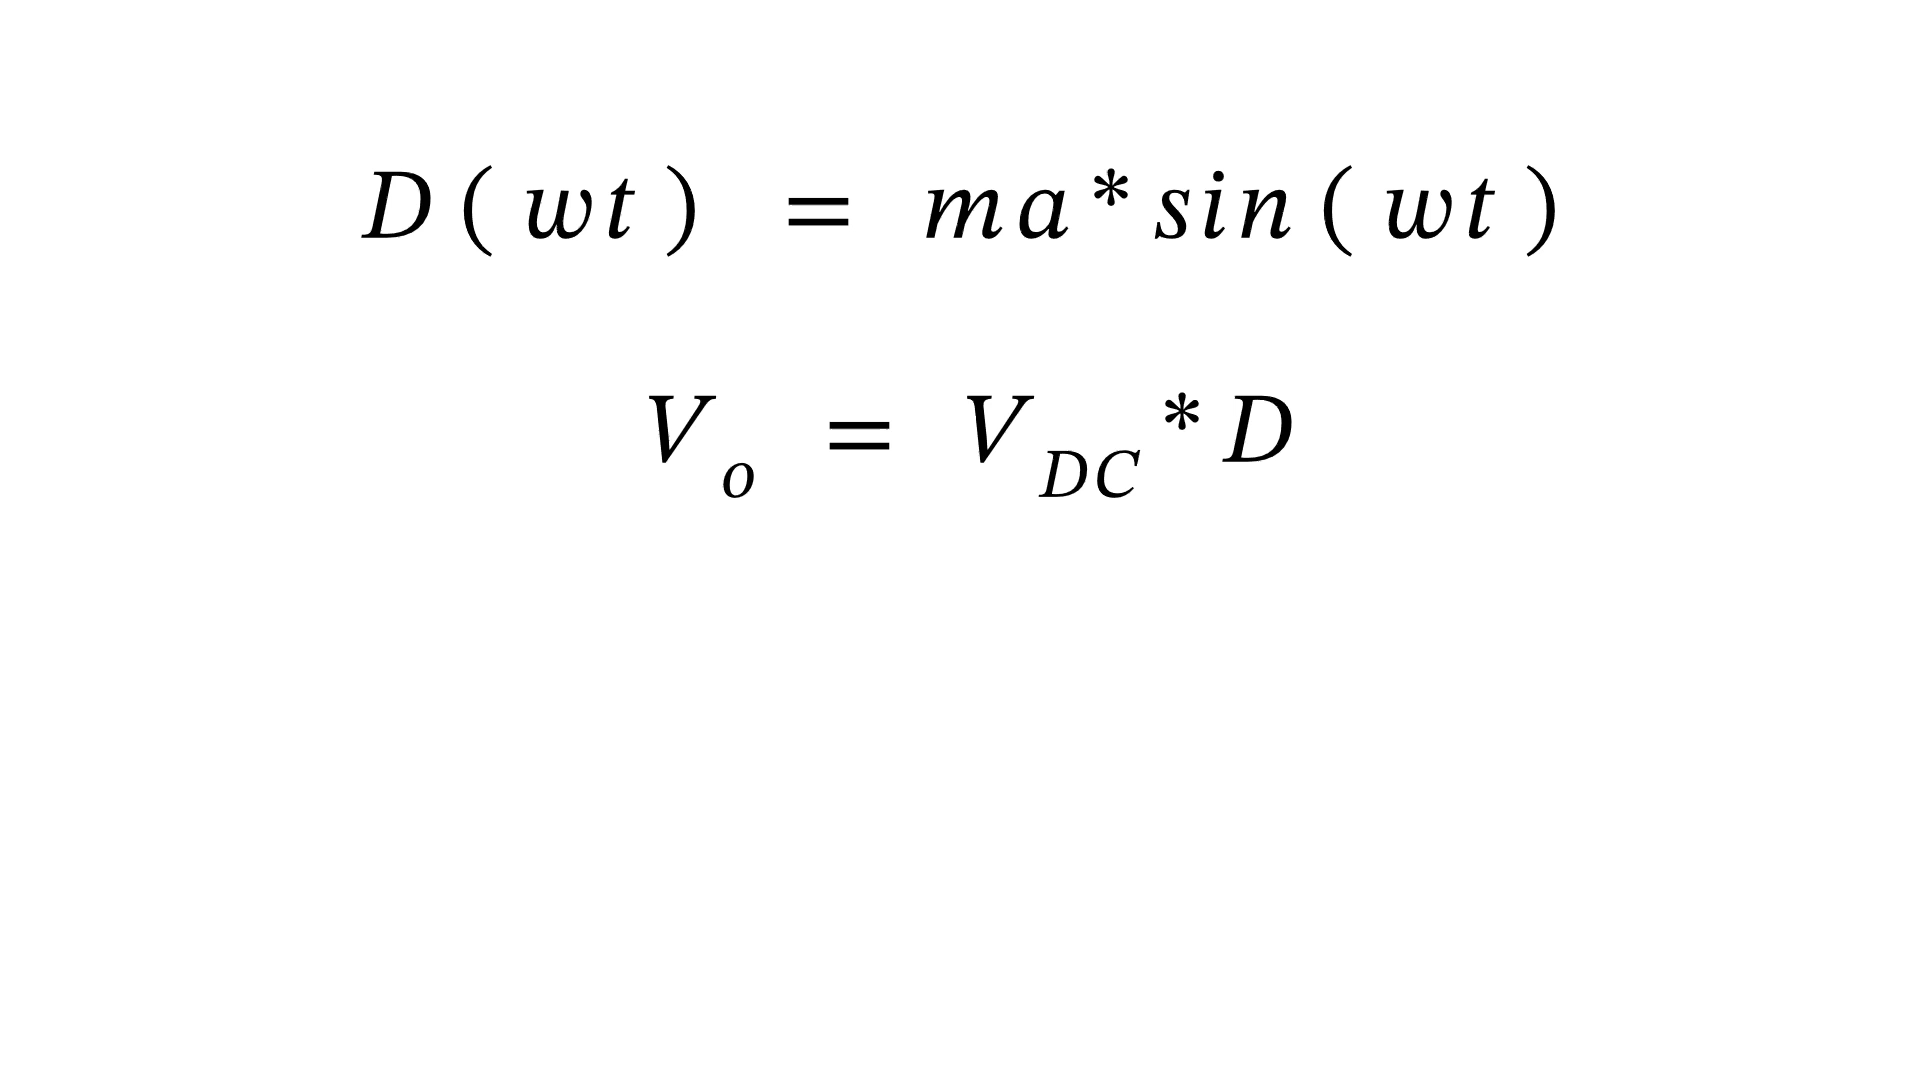 D(wt) = ma*sin(wt)
V_o = V_DC*D